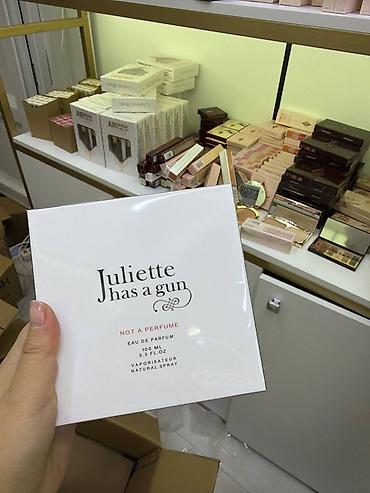 Juliette
has a gun
NOT A PERFUME
EAU DE PARFUM
100 ML
3.3 FL.OZ
VAPORISATEUR
NATURAL SPRAY